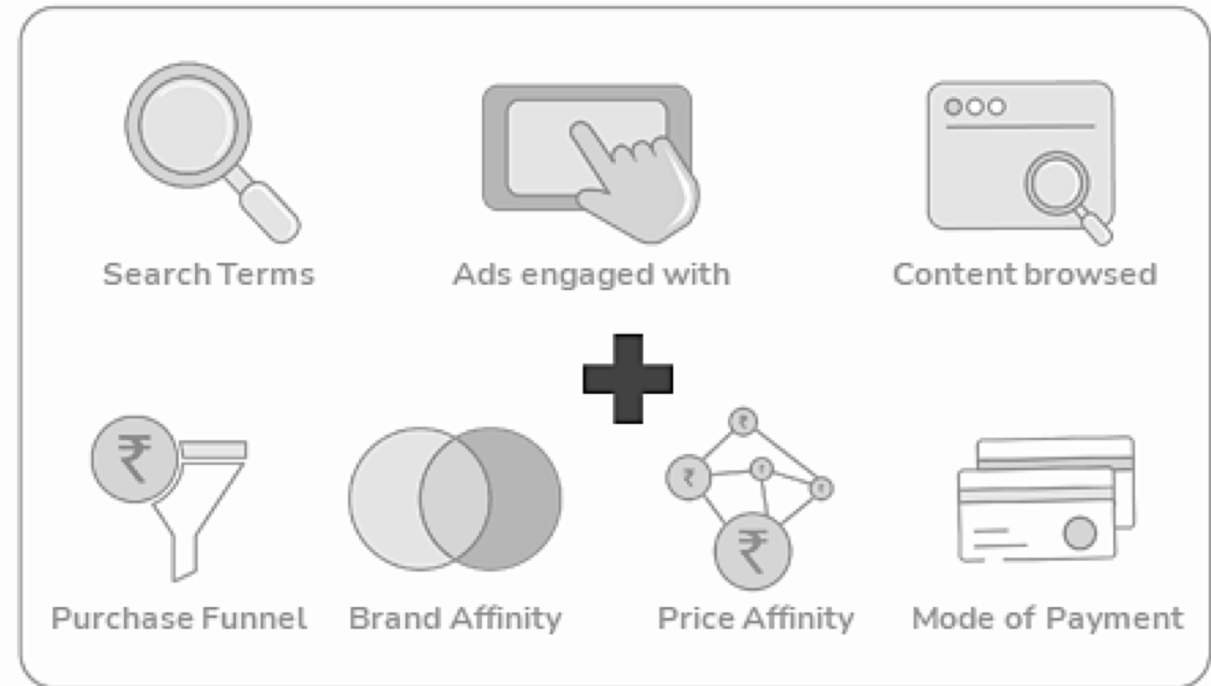 Search Terms
Ads engaged with
Content browsed
₹
₹
₹
₹
₹
₹
Purchase Funnel
Brand Affinity
Price Affinity
Mode of Payment